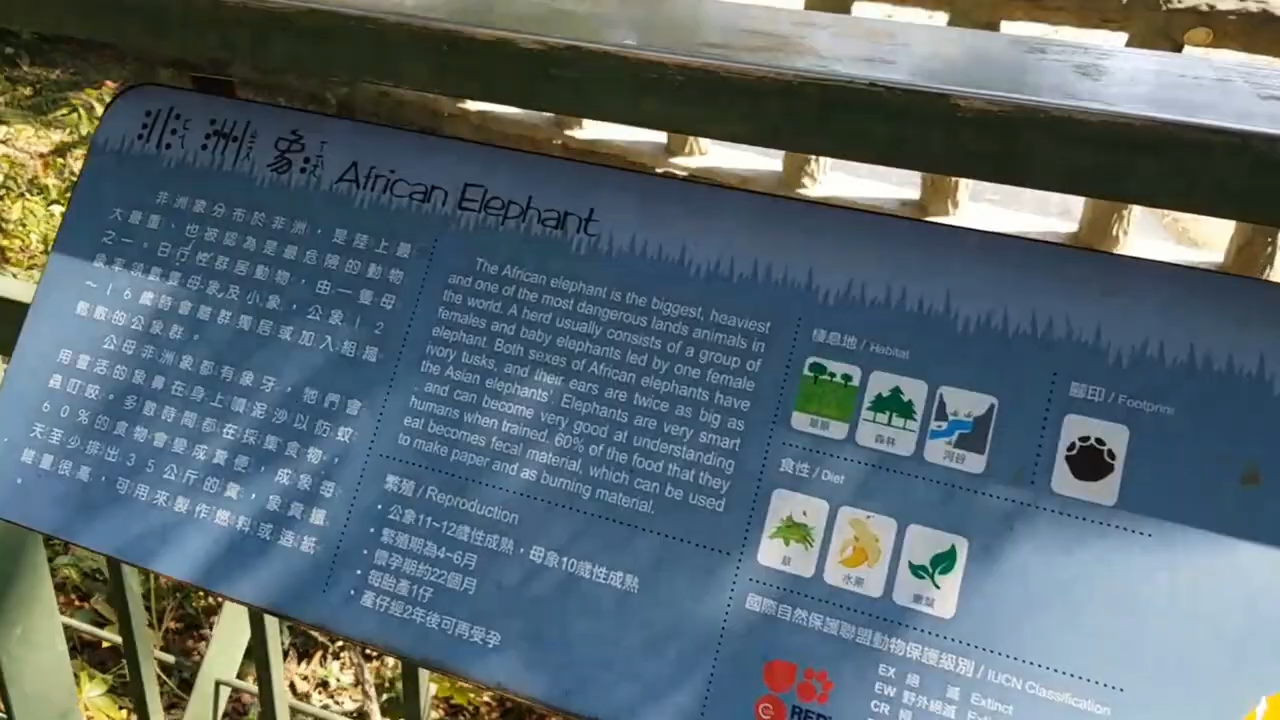 非洲象 African Elephant
非洲象分布於非洲，是陸上最
大最重、也被認為是最危險的動物
之一。日行性群居動物，由一隻母
象率領數隻母象及小象，公象12
～16歲時會離群獨居或加入組織
鬆散的公象群。
公母非洲象都有象牙，牠們會
用靈活的象鼻在身上噴泥沙以防蚊
蟲叮咬。多數時間都在採集食物，
60%的食物會變成糞便，成象每
天至少排出35公斤的糞，象糞纖
維量很高，可用來製作燃料或造紙
。
The African elephant is the biggest, heaviest
and one of the most dangerous lands animals in
the world. A herd usually consists of a group of
females and baby elephants led by one female
elephant. Both sexes of African elephants have
ivory tusks, and their ears are twice as big as
the Asian elephants'. Elephants are very smart
and can become very good at understanding
humans when trained. 60% of the food that they
eat becomes fecal material, which can be used
to make paper and as burning material.
繁殖 / Reproduction
• 公象11~12歲性成熟，母象10歲性成熟
• 繁殖期為4~6月
• 懷孕期約22個月
• 每胎產1仔
• 產仔經2年後可再受孕
棲息地 / Habitat
草原 森林 河谷
腳印 / Footprint
食性 / Diet
草 水果 嫩葉
國際自然保護聯盟動物保護級別 / IUCN Classification
EX 絕 滅 Extinct
EW 野外絕滅
CR
RED